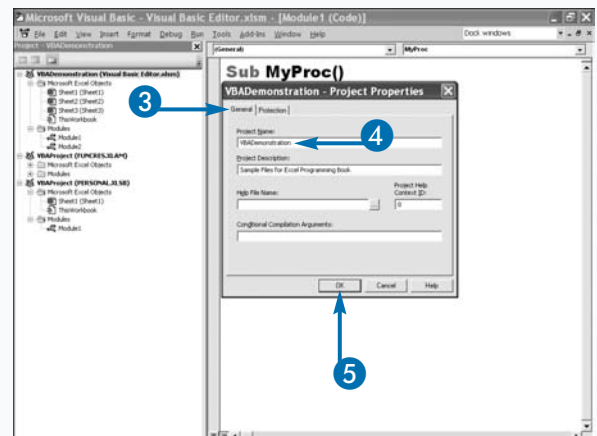 Microsoft Visual Basic - Visual Basic Editor.xlsm - [Module1 (Code)]
File Edit View Insert Format Debug Run Tools Add-Ins Window Help
Dock windows
Project - VBADemonstration
(General)
MyProc
VBADemonstration (Visual Basic Editor.xlsm)
Microsoft Excel Objects
Sheet1 (Sheet1)
Sheet2 (Sheet2)
Sheet3 (Sheet3)
ThisWorkbook
Modules
Module1
Module2
VBAProject (FUNCRES.XLAM)
Microsoft Excel Objects
Modules
VBAProject (PERSONAL.XLSB)
Microsoft Excel Objects
Sheet1 (Sheet1)
ThisWorkbook
Modules
Module1
Sub MyProc()
VBADemonstration - Project Properties
3
General
Protection
Project Name:
4
VBADemonstration
Project Description:
Sample Files for Excel Programming Book
Help File Name:
...
Project Help
Context ID:
0
Conditional Compilation Arguments:
OK
Cancel
Help
5